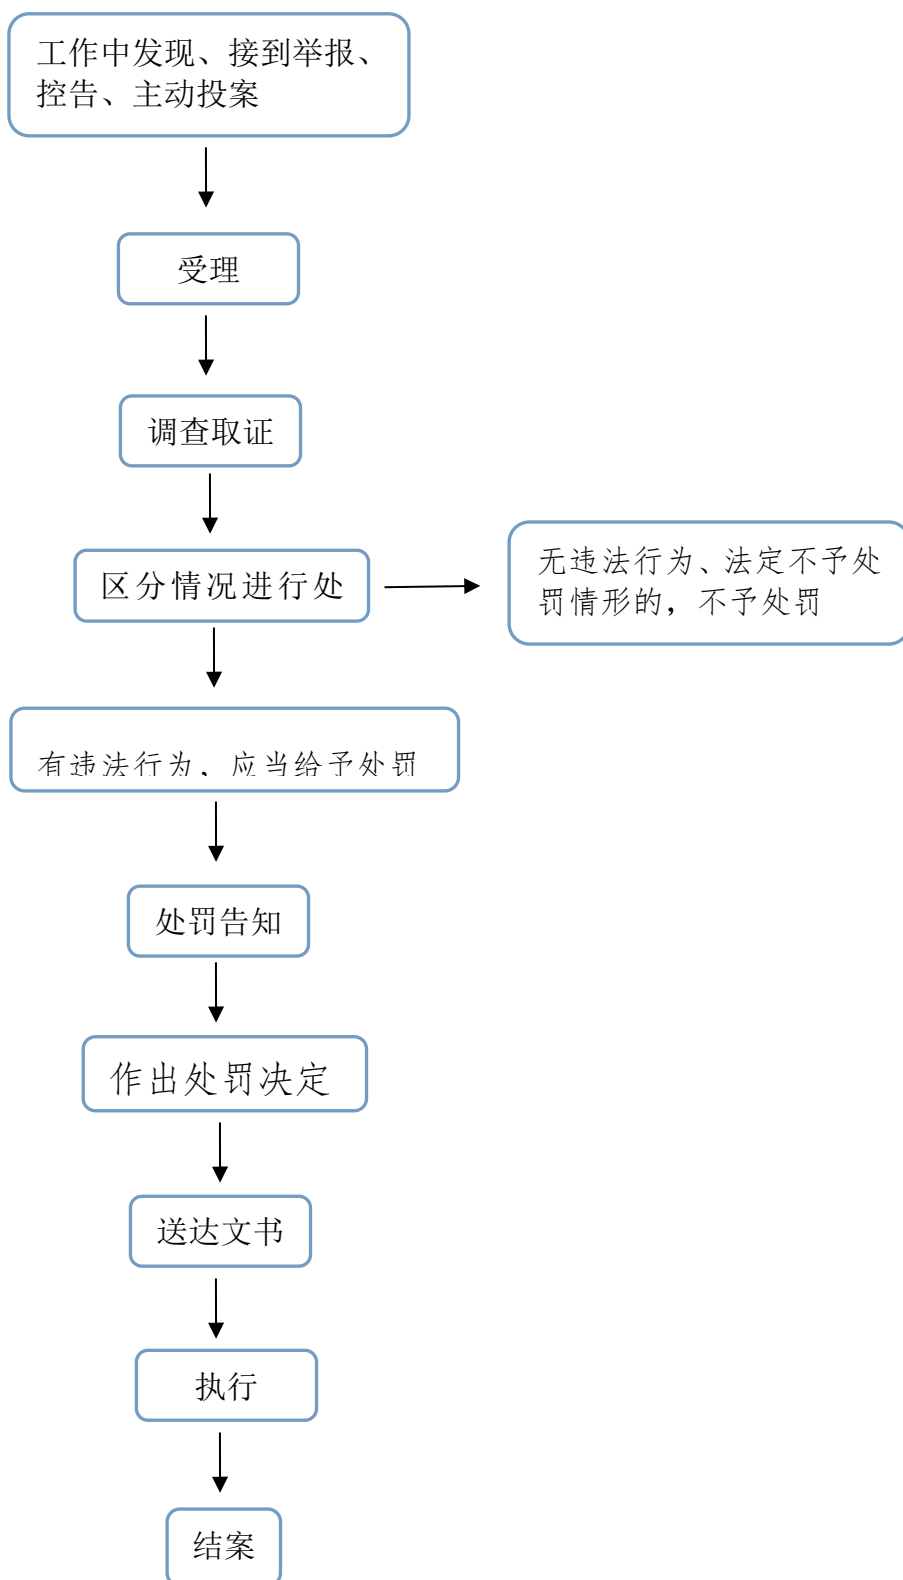 工作中发现、接到举报、
控告、主动投案
受理
调查取证
区分情况进行处
无违法行为、法定不予处
罚情形的，不予处罚
有违法行为，应当给予处罚
处罚告知
作出处罚决定
送达文书
执行
结案